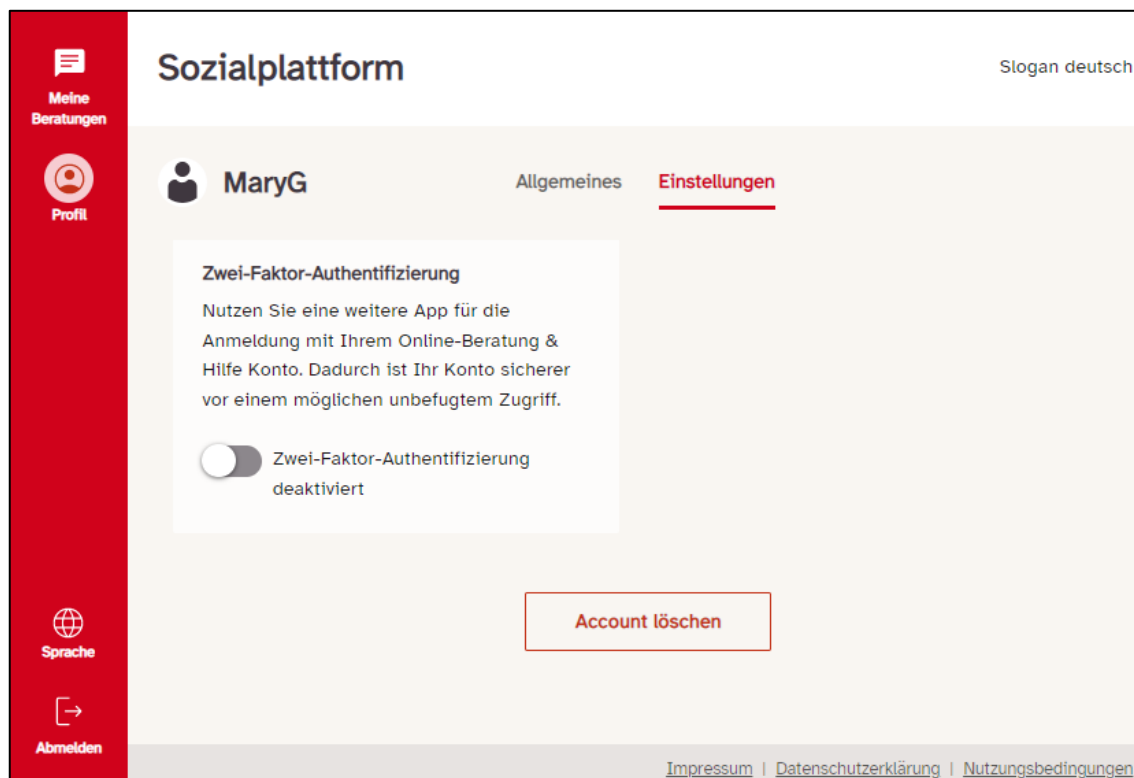 Meine
Beratungen
Profil
Sprache
Abmelden
Sozialplattform
Slogan deutsch
MaryG
Allgemeines
Einstellungen
Zwei-Faktor-Authentifizierung
Nutzen Sie eine weitere App für die
Anmeldung mit Ihrem Online-Beratung &
Hilfe Konto. Dadurch ist Ihr Konto sicherer
vor einem möglichen unbefugtem Zugriff.
Zwei-Faktor-Authentifizierung
deaktiviert
Account löschen
Impressum | Datenschutzerklärung | Nutzungsbedingungen